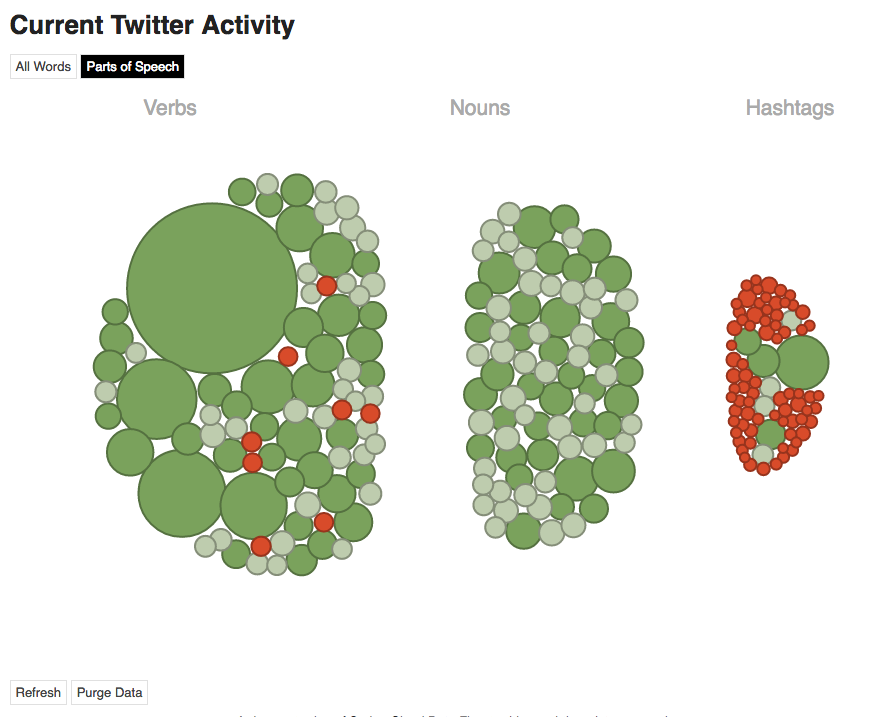 Current Twitter Activity
All Words Parts of Speech
Verbs Nouns Hashtags
Refresh Purge Data